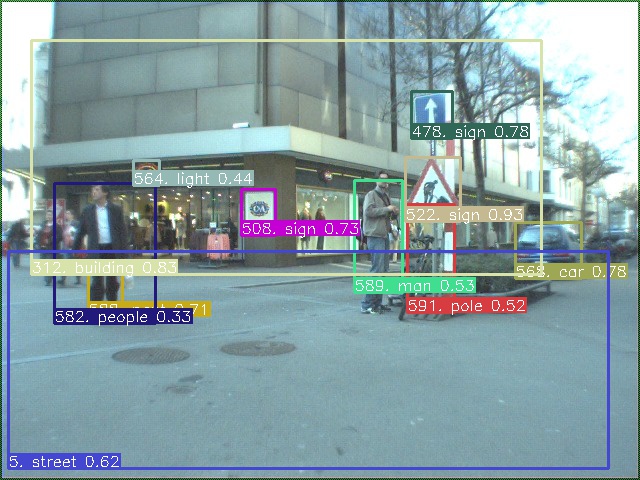 478. sign 0.78
564. light 0.44
522. sign 0.93
508. sign 0.73
C&A
312. building 0.83
568. car 0.78
589. man 0.53
591. pole 0.52
0.71
582. people 0.33
5. street 0.62